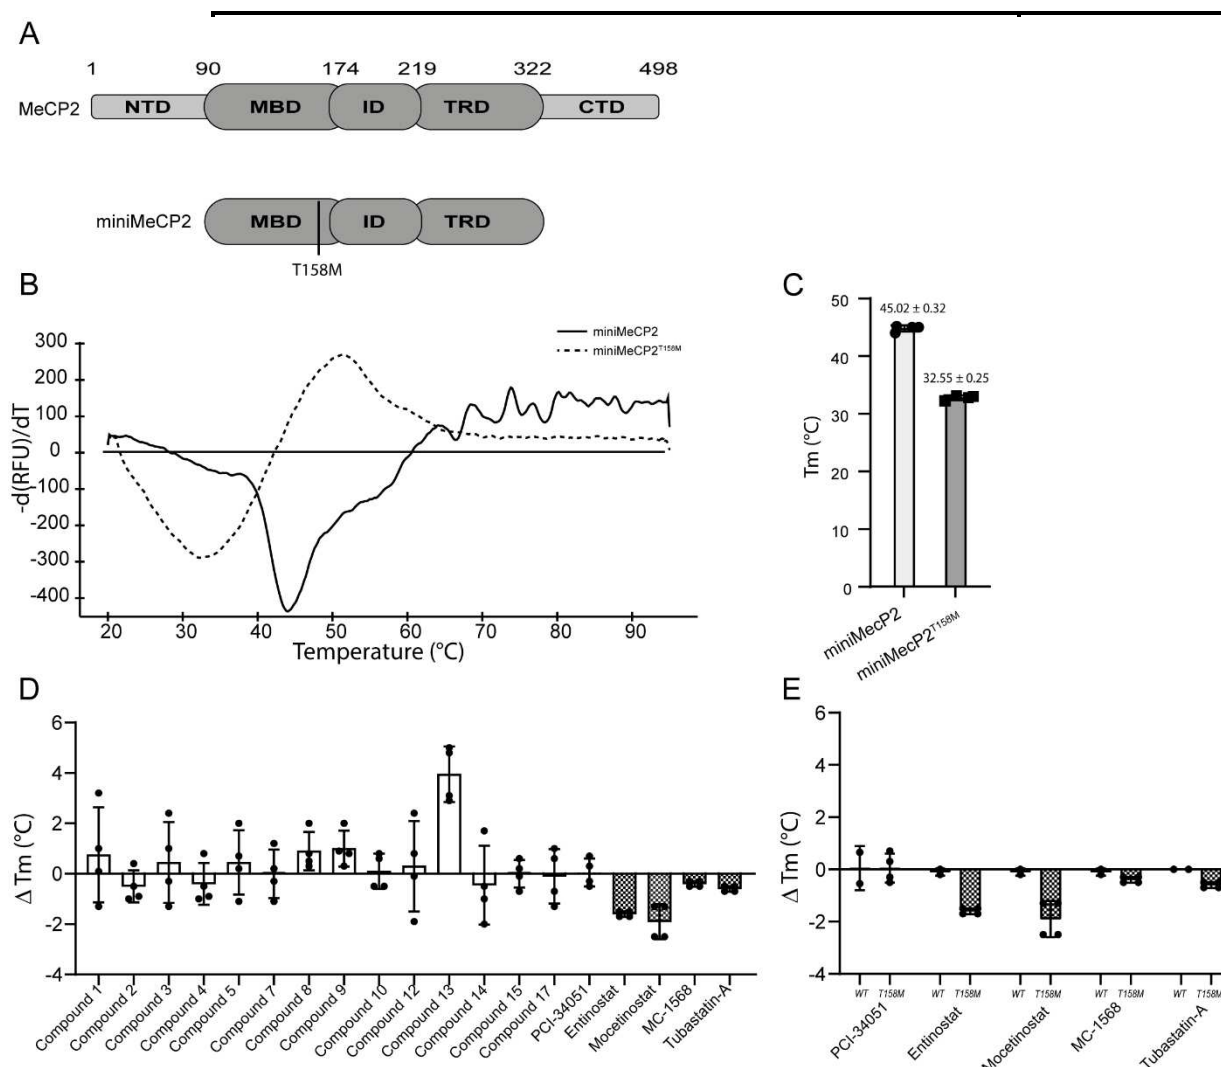 A
1 90 174 219 322 498
MeCP2 NTD MBD ID TRD CTD
miniMeCP2 MBD ID TRD
T158M
B
miniMeCP2
miniMeCP2T158M
300
200
100
0
-100
-200
-300
-400
-d(RFU)/dT
20 30 40 50 60 70 80 90
Temperature (°C)
C
45.02 ± 0.32
32.55 ± 0.25
50
40
30
20
10
0
Tm (°C)
miniMecP2
miniMecP2T158M
D
6
4
2
0
-2
-4
Δ Tm (°C)
Compound 1
Compound 2
Compound 3
Compound 4
Compound 5
Compound 7
Compound 8
Compound 9
Compound 10
Compound 12
Compound 13
Compound 14
Compound 15
Compound 17
PCI-34051
Entinostat
Mocetinostat
MC-1568
Tubastatin-A
E
6
4
2
0
-2
-4
Δ Tm (°C)
WT T158M WT T158M WT T158M WT T158M WT T158M
PCI-34051
Entinostat
Mocetinostat
MC-1568
Tubastatin-A